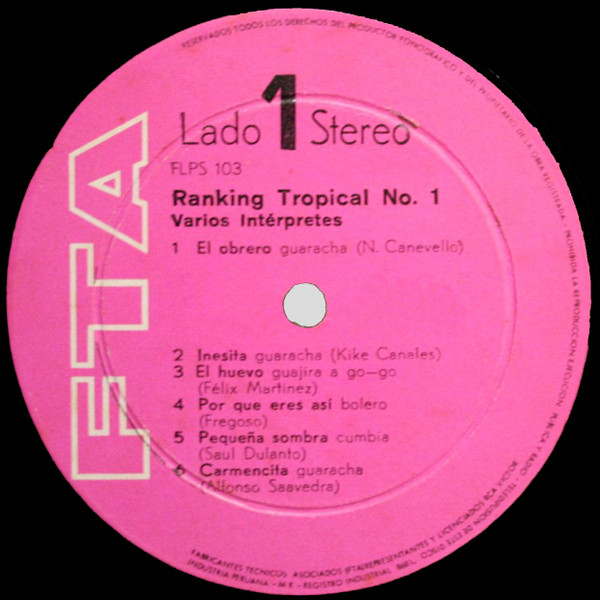 RESERVADOS TODOS LOS DERECHOS DEL PRODUCTOR FONOGRAFICO Y DEL PROPIETARIO DE LA OBRA REGISTRADA - PROHIBIDA LA REPRODUCCION EJECUCION PUBLICA Y RADIO - TELEDIFUSION DE ESTE DISCO
FTA
Lado 1 Stereo
FLPS 103
Ranking Tropical No. 1
Varios Intérpretes
1 El obrero guaracha (N. Canevello)
2 Inesita guaracha (Kike Canales)
3 El huevo guajira a go-go
(Félix Martinez)
4 Por que eres así bolero
(Fregoso)
5 Pequeña sombra cumbia
(Saul Dulanto)
6 Carmencita guaracha
(Alfonso Saavedra)
FABRICANTES TECNICOS ASOCIADOS (FTA) REPRESENTANTES Y LICENCIADOS
INDUSTRIA PERUANA - M R - REGISTRO INDUSTRIAL